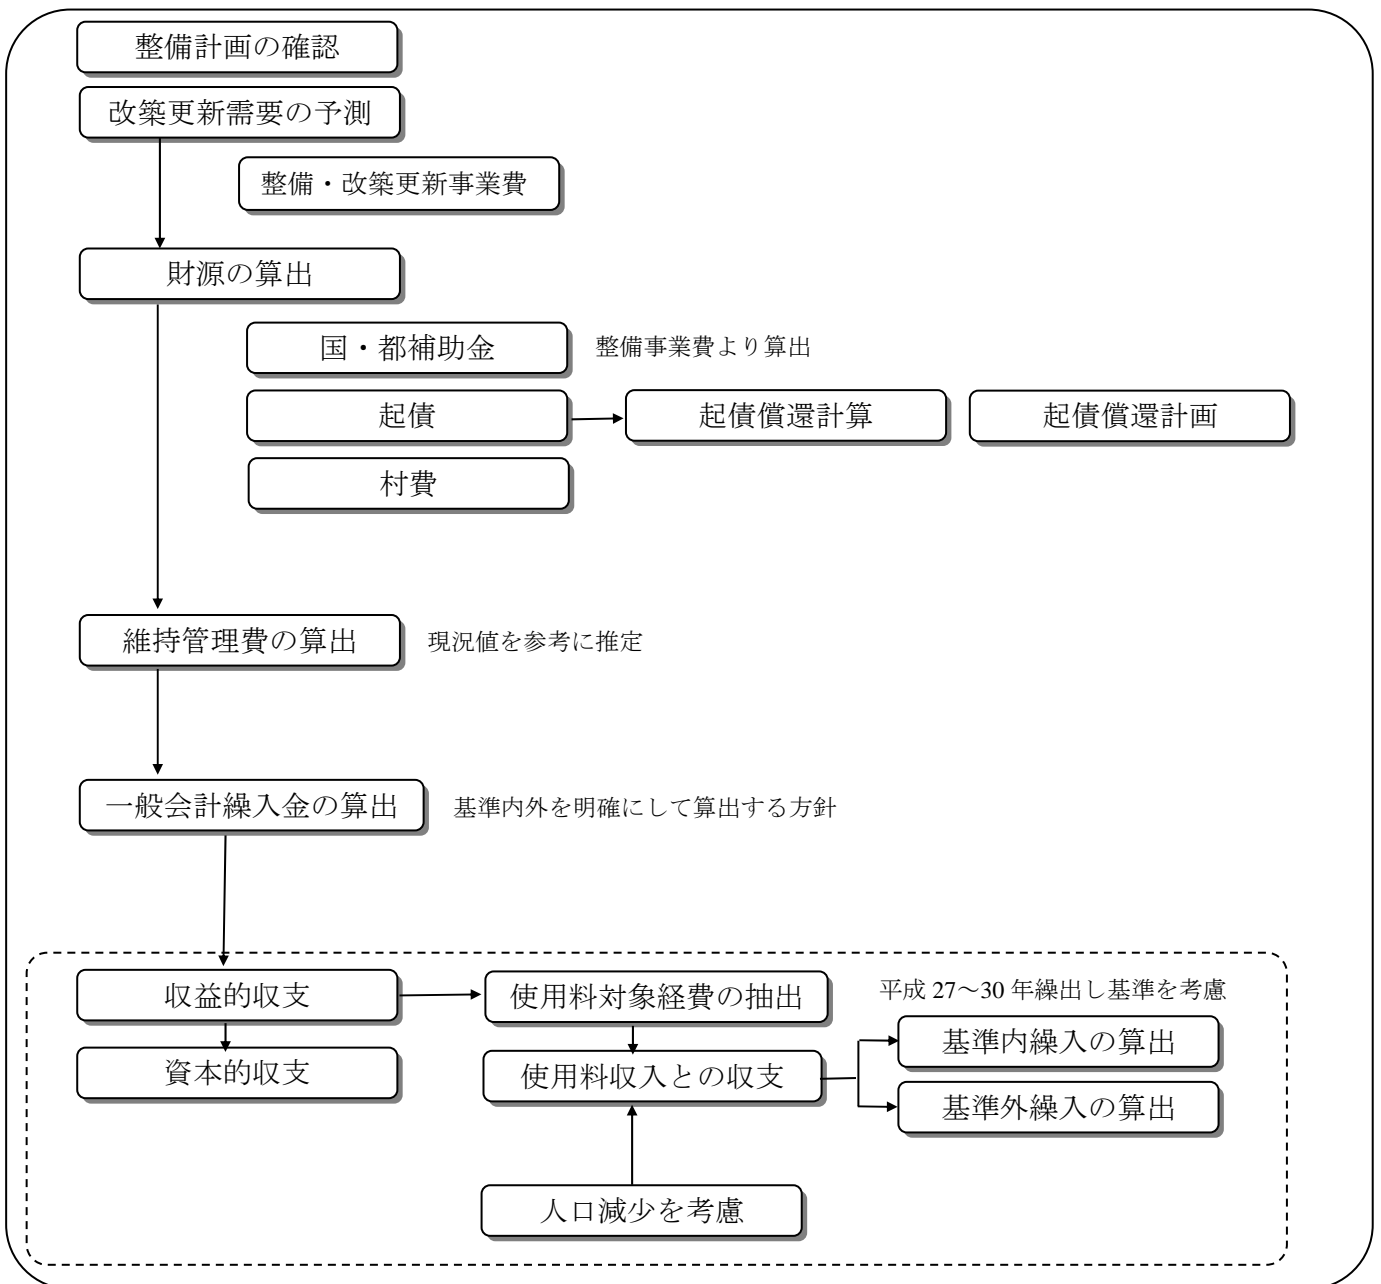 整備計画の確認
改築更新需要の予測
整備・改築更新事業費
財源の算出
国・都補助金
整備事業費より算出
起債
起債償還計算
起債償還計画
村費
維持管理費の算出
現況値を参考に推定
一般会計繰入金の算出
基準内外を明確にして算出する方針
収益的収支
使用料対象経費の抽出
平成 27～30 年繰出し基準を考慮
資本的収支
使用料収入との収支
基準内繰入の算出
基準外繰入の算出
人口減少を考慮